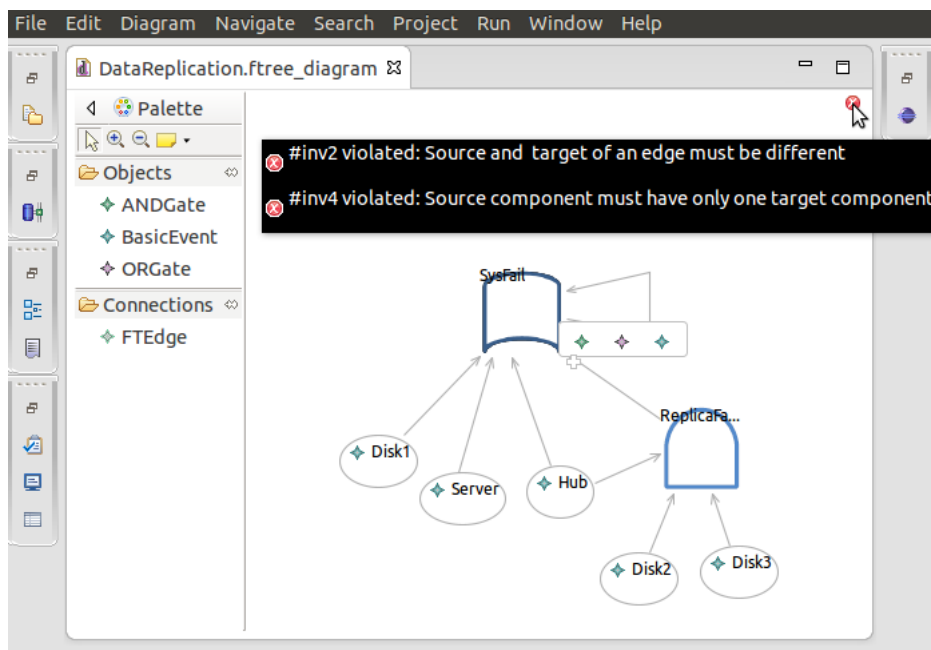 File Edit Diagram Navigate Search Project Run Window Help
DataReplication.ftree_diagram
Palette
#inv2 violated: Source and target of an edge must be different
Objects
#inv4 violated: Source component must have only one target component
ANDGate
BasicEvent
ORGate
SysFail
Connections
FTEdge
ReplicaFa...
Disk1
Server
Hub
Disk2
Disk3